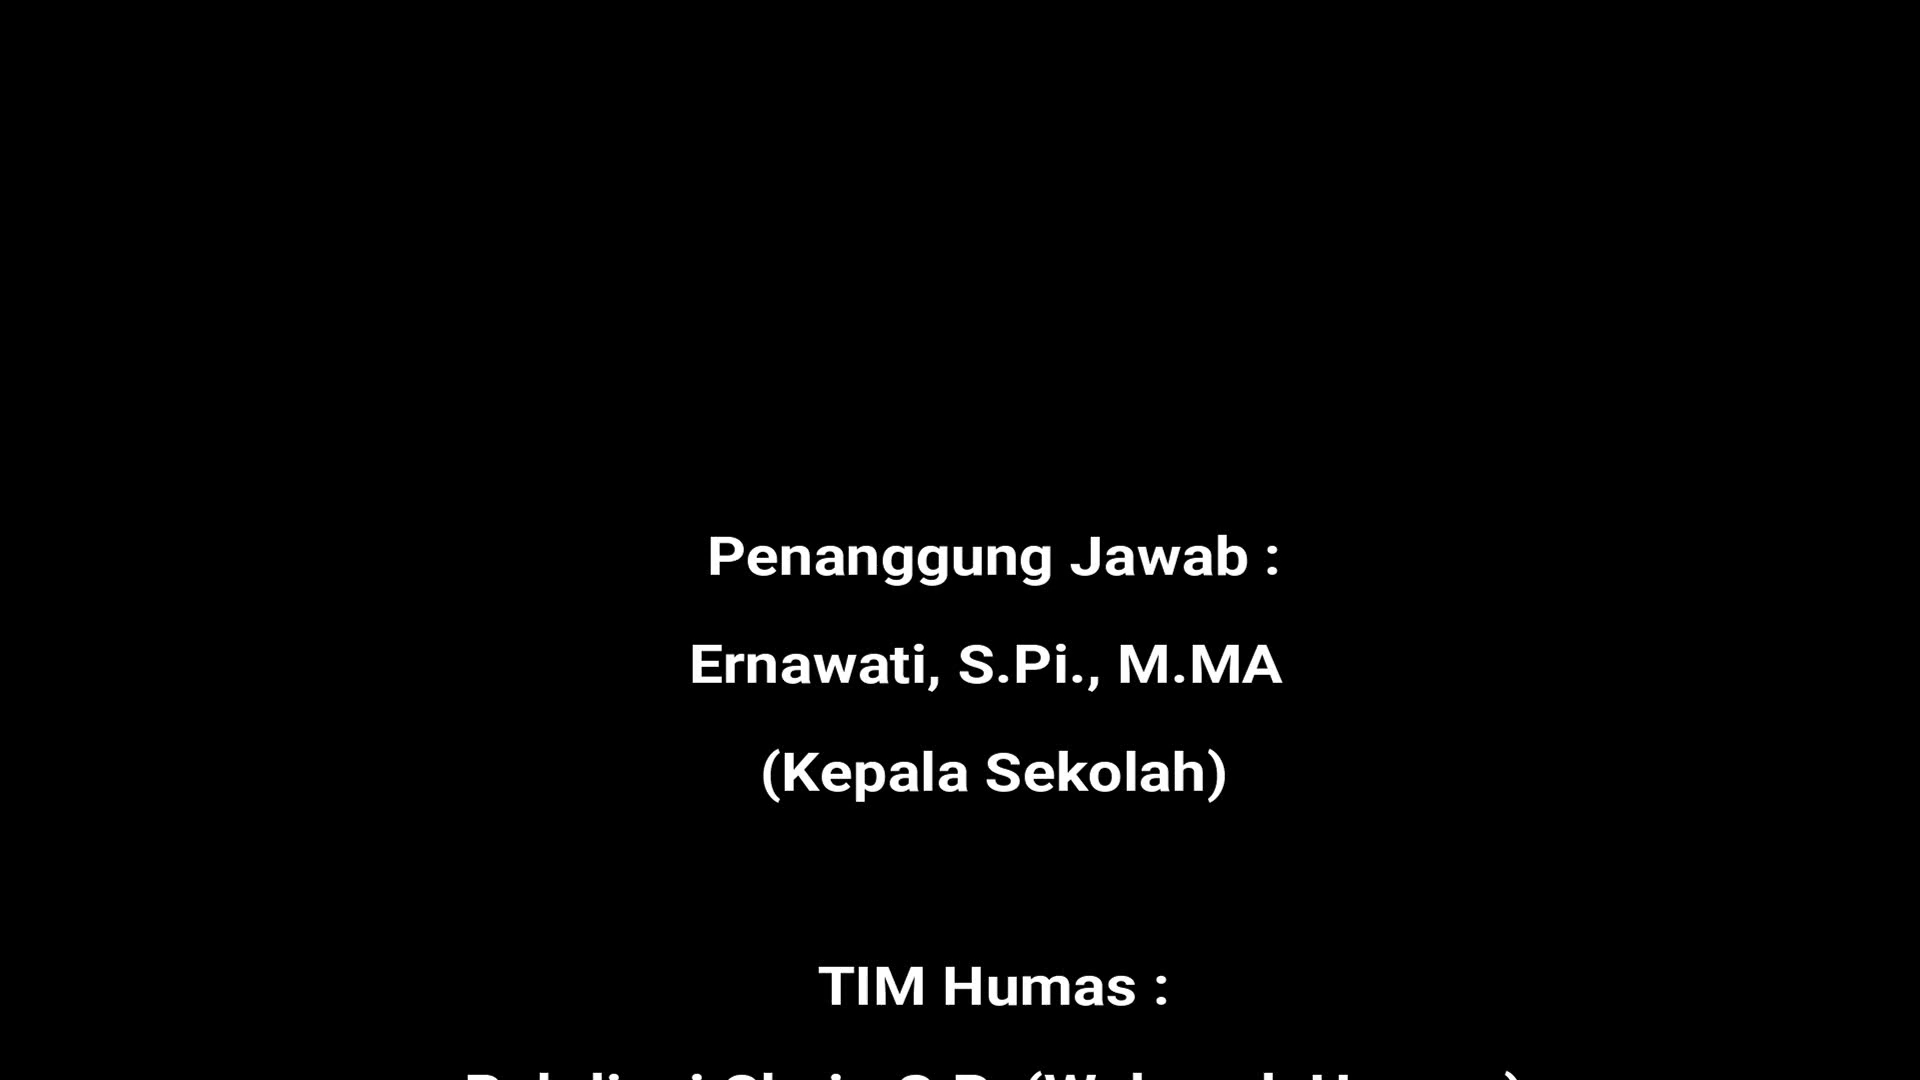 Penanggung Jawab :
Ernawati, S.Pi., M.MA
(Kepala Sekolah)
TIM Humas :